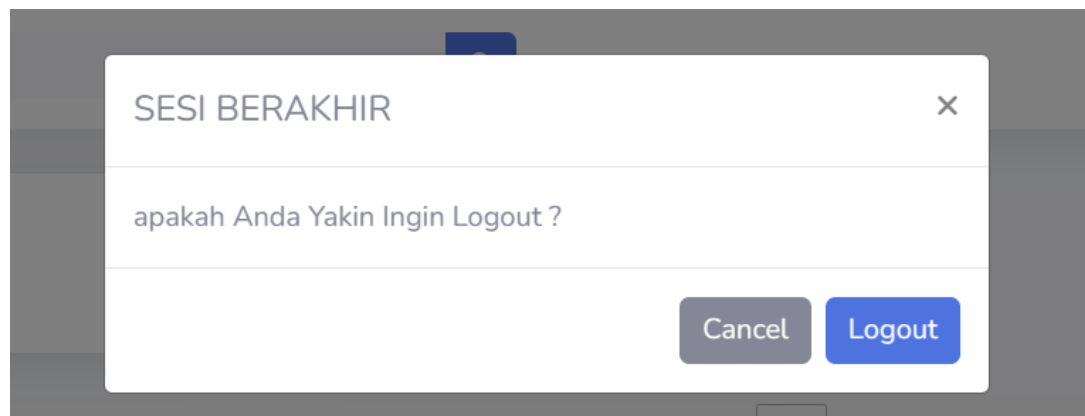 SESI BERAKHIR
apakah Anda Yakin Ingin Logout ?
Cancel
Logout